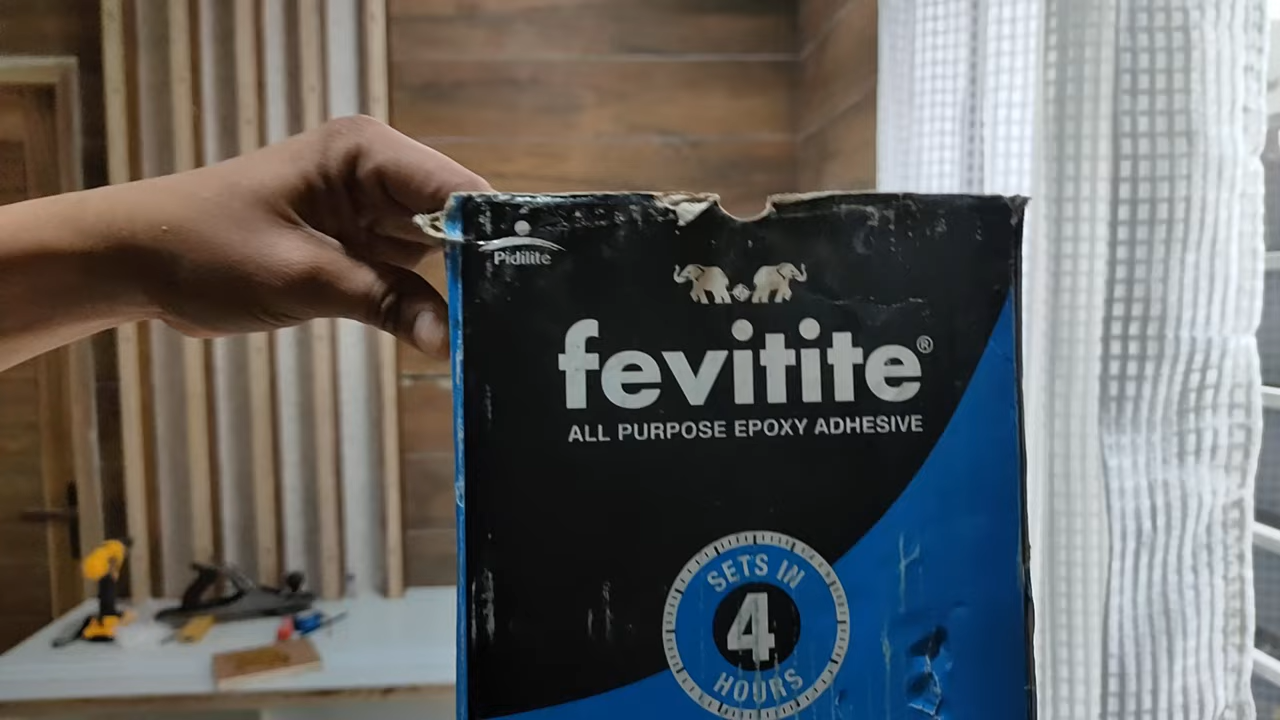 Pidilite
fevitite®
ALL PURPOSE EPOXY ADHESIVE
SETS IN
4
HOURS